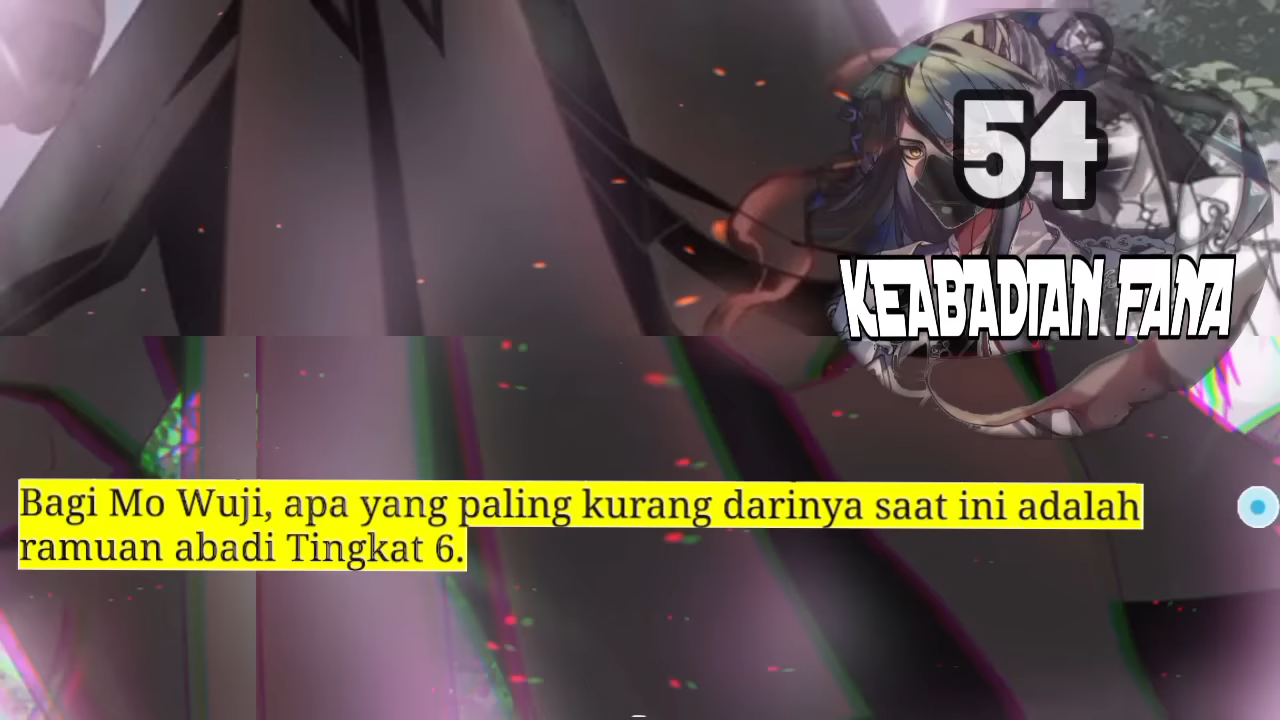 54
KEABADIAN FANA
Bagi Mo Wuji, apa yang paling kurang darinya saat ini adalah
ramuan abadi Tingkat 6.